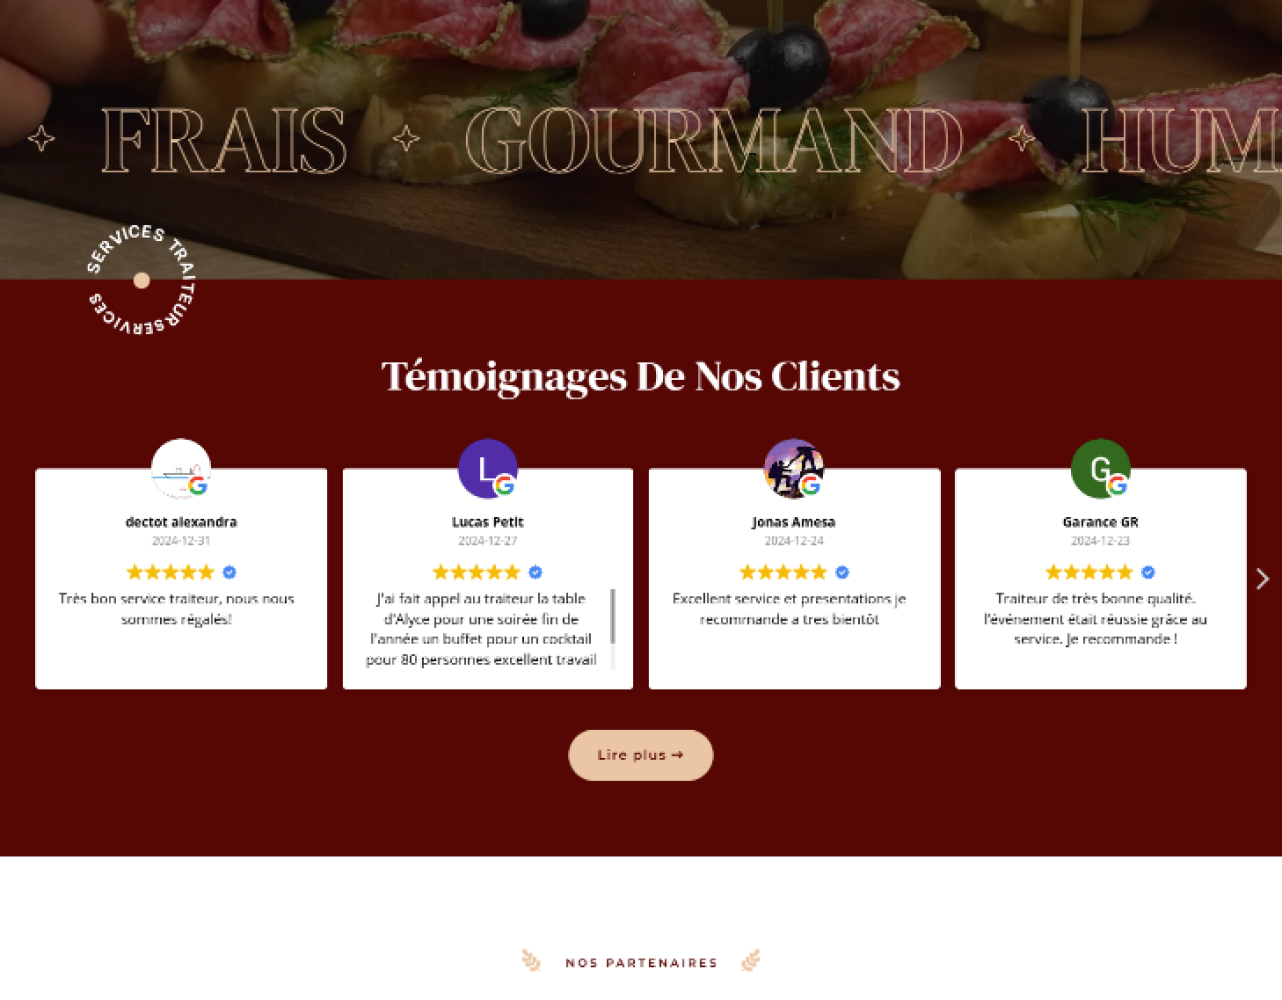 FRAIS GOURMAND HUM
SERVICES TRAITEUR SERVICES
Témoignages De Nos Clients
L
G
dectot alexandra
2024-12-31
Très bon service traiteur, nous nous
sommes régalés!
Lucas Petit
2024-12-27
J'ai fait appel au traiteur la table
d'Alyce pour une soirée fin de
l'année un buffet pour un cocktail
pour 80 personnes excellent travail
Jonas Amesa
2024-12-24
Excellent service et presentations je
recommande a tres bientôt
Garance GR
2024-12-23
Traiteur de très bonne qualité.
l'événement était réussie grâce au
service. Je recommande !
Lire plus →
NOS PARTENAIRES